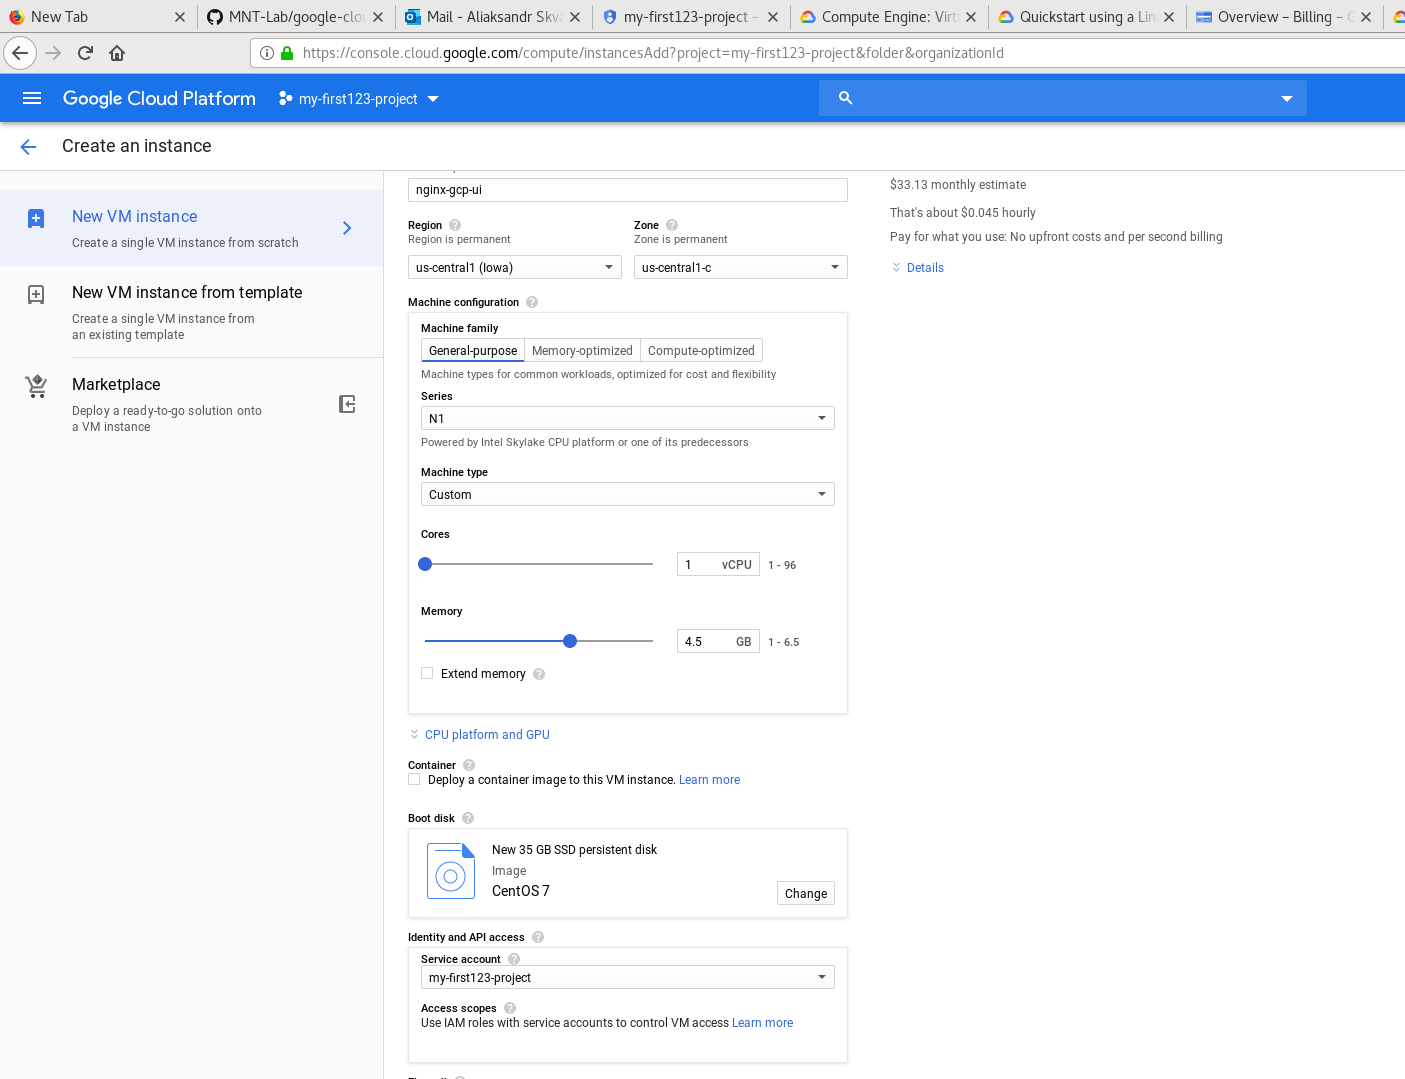 New Tab
MNT-Lab/google-clou
Mail - Aliaksandr Skva
my-first123-project –
Compute Engine: Virtu
Quickstart using a Lin
Overview – Billing – G
https://console.cloud.google.com/compute/instancesAdd?project=my-first123-project&folder&organizationId
Google Cloud Platform
my-first123-project
Create an instance
New VM instance
Create a single VM instance from scratch
New VM instance from template
Create a single VM instance from
an existing template
Marketplace
Deploy a ready-to-go solution onto
a VM instance
nginx-gcp-ui
Region
Region is permanent
us-central1 (Iowa)
Zone
Zone is permanent
us-central1-c
Machine configuration
Machine family
General-purpose
Memory-optimized
Compute-optimized
Machine types for common workloads, optimized for cost and flexibility
Series
N1
Powered by Intel Skylake CPU platform or one of its predecessors
Machine type
Custom
Cores
1 vCPU
1 - 96
Memory
4.5 GB
1 - 6.5
Extend memory
CPU platform and GPU
Container
Deploy a container image to this VM instance. Learn more
Boot disk
New 35 GB SSD persistent disk
Image
CentOS 7
Change
Identity and API access
Service account
my-first123-project
Access scopes
Use IAM roles with service accounts to control VM access Learn more
$33.13 monthly estimate
That's about $0.045 hourly
Pay for what you use: No upfront costs and per second billing
Details